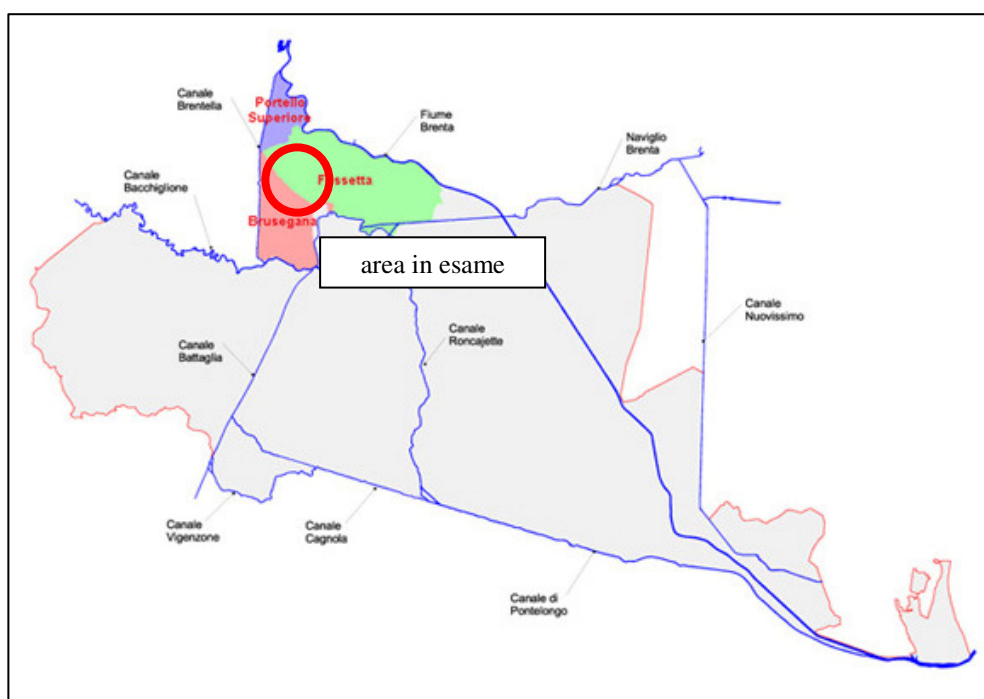 Canale
Brentella
Portello
Superiore
Fiume
Brenta
Naviglio
Brenta
Canale
Bacchiglione
Fossetta
Brusegana
area in esame
Canale
Nuovissimo
Canale
Roncajette
Canale
Battaglia
Canale
Vigenzone
Canale
Cagnola
Canale di
Pontelongo